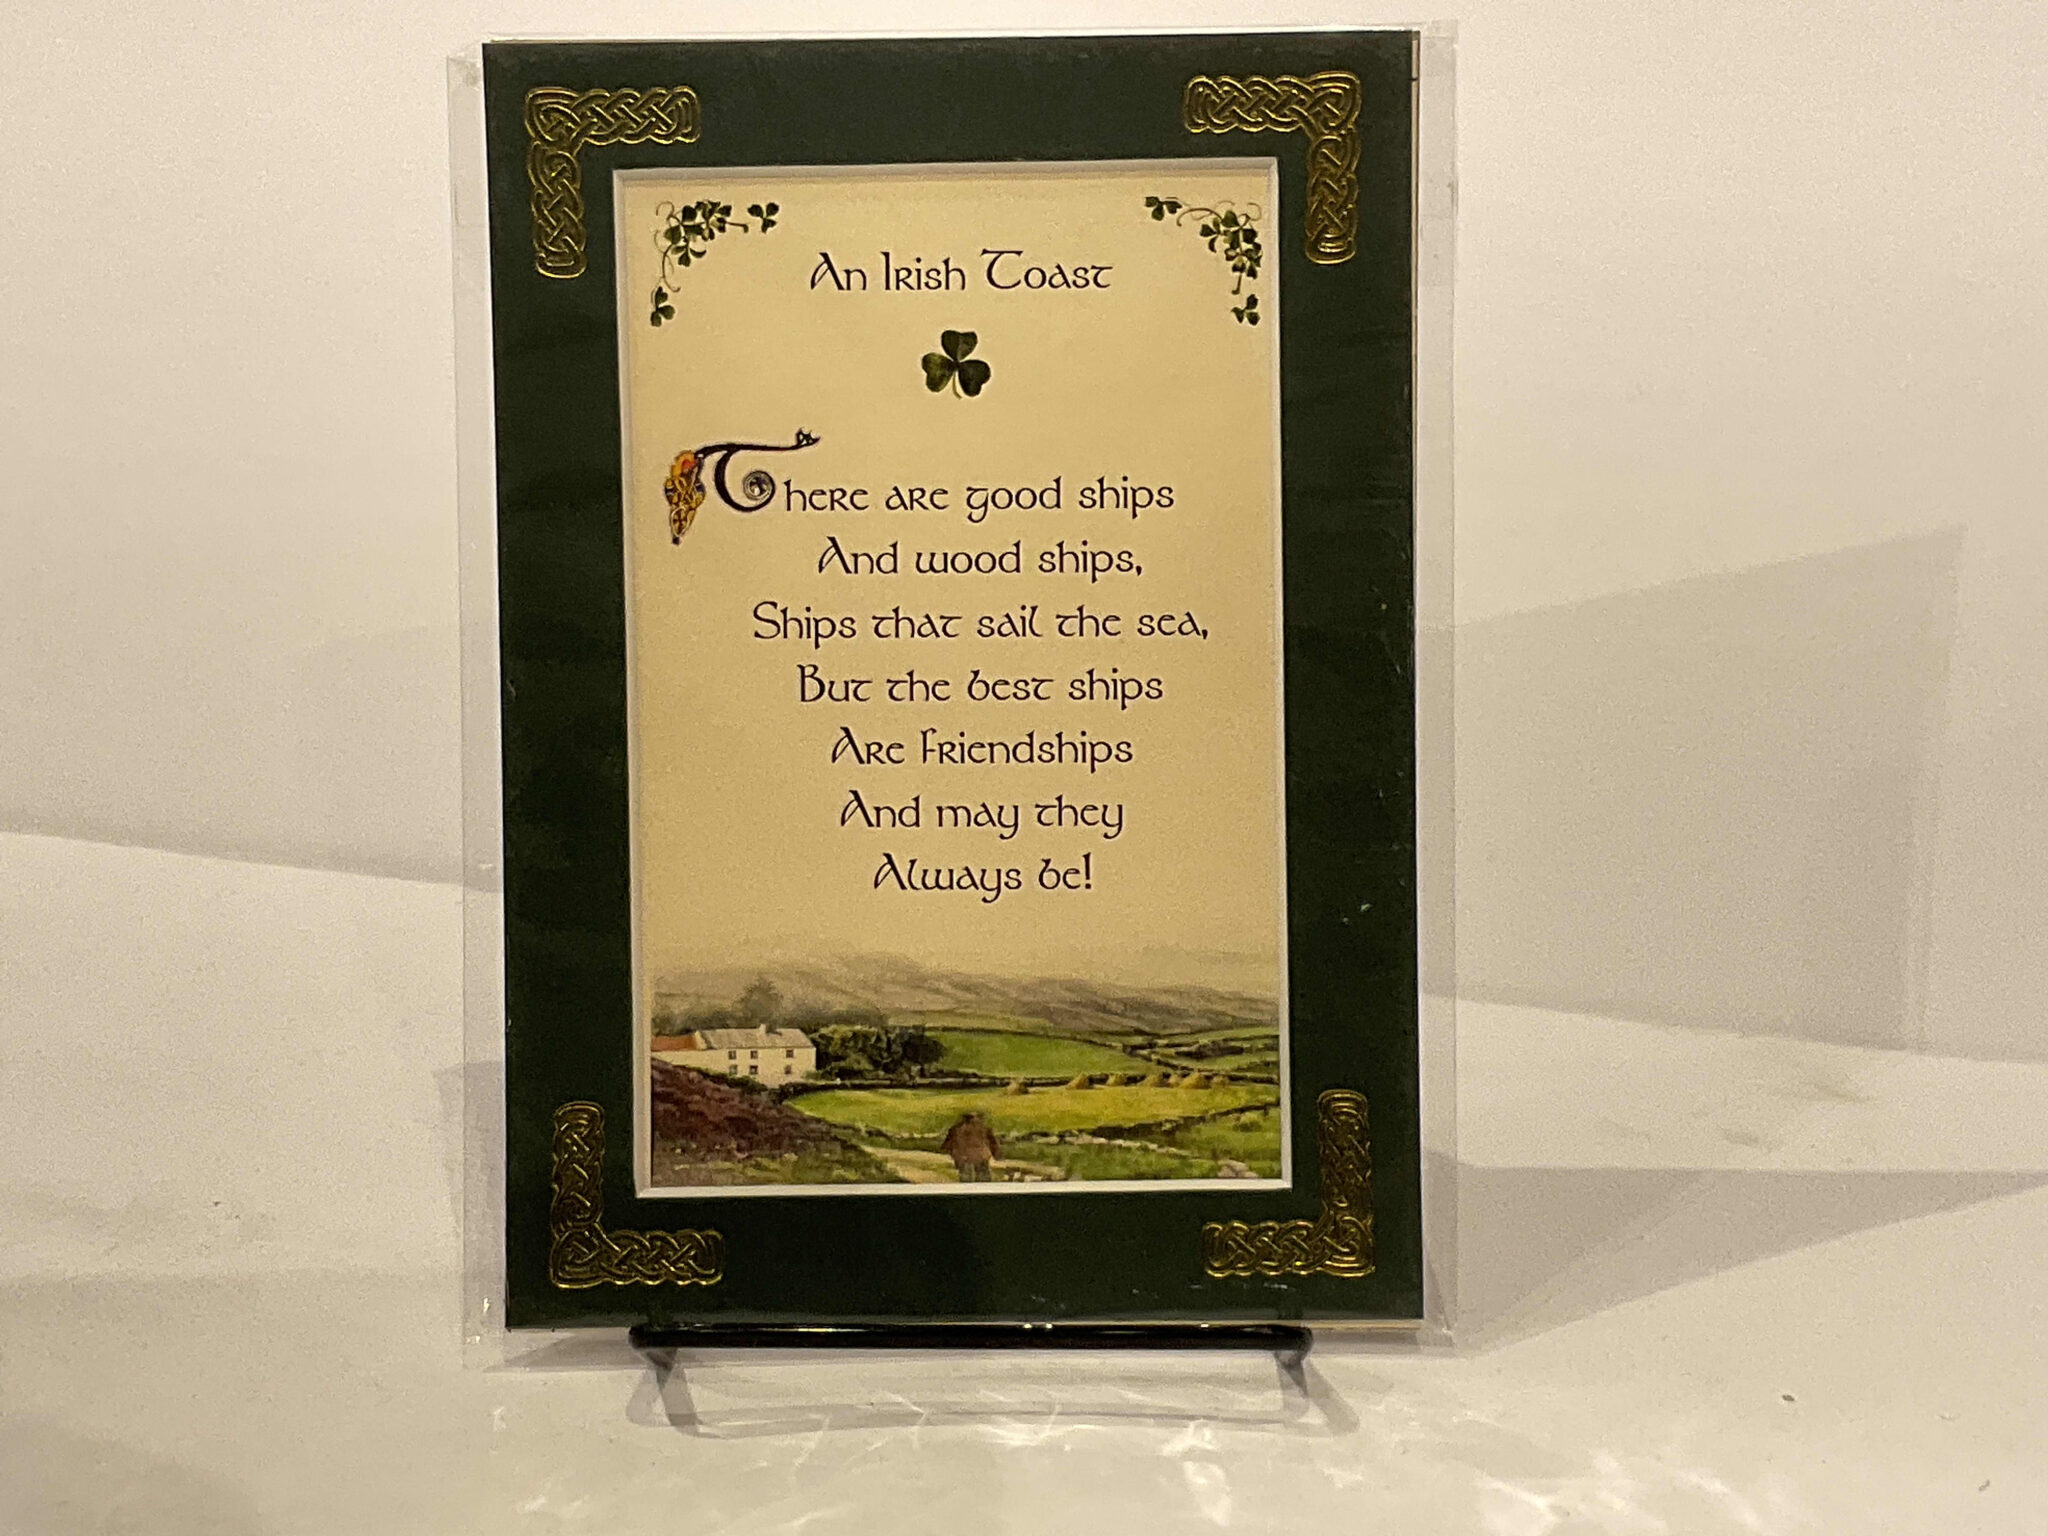 An Irish Toast
There are good ships
And wood ships,
Ships that sail the sea,
But the best ships
Are friendships
And may they
Always be!